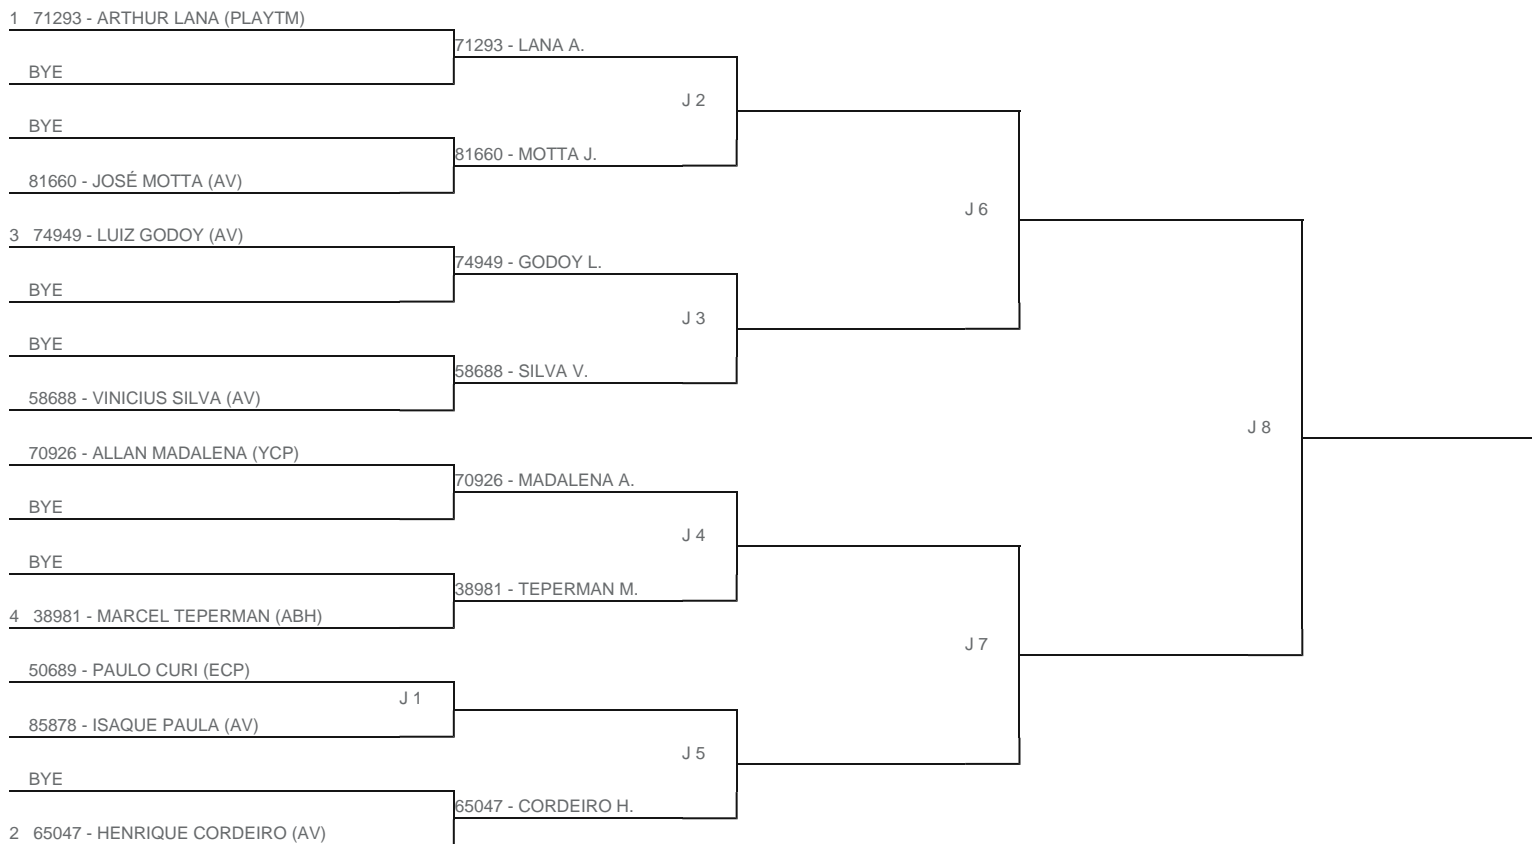 1 71293 - ARTHUR LANA (PLAYTM)
71293 - LANA A.
BYE
J 2
BYE
81660 - MOTTA J.
81660 - JOSÉ MOTTA (AV)
J 6
3 74949 - LUIZ GODOY (AV)
74949 - GODOY L.
BYE
J 3
BYE
58688 - SILVA V.
58688 - VINICIUS SILVA (AV)
J 8
70926 - ALLAN MADALENA (YCP)
70926 - MADALENA A.
BYE
J 4
BYE
38981 - TEPERMAN M.
4 38981 - MARCEL TEPERMAN (ABH)
J 7
50689 - PAULO CURI (ECP)
J 1
85878 - ISAQUE PAULA (AV)
J 5
BYE
65047 - CORDEIRO H.
2 65047 - HENRIQUE CORDEIRO (AV)